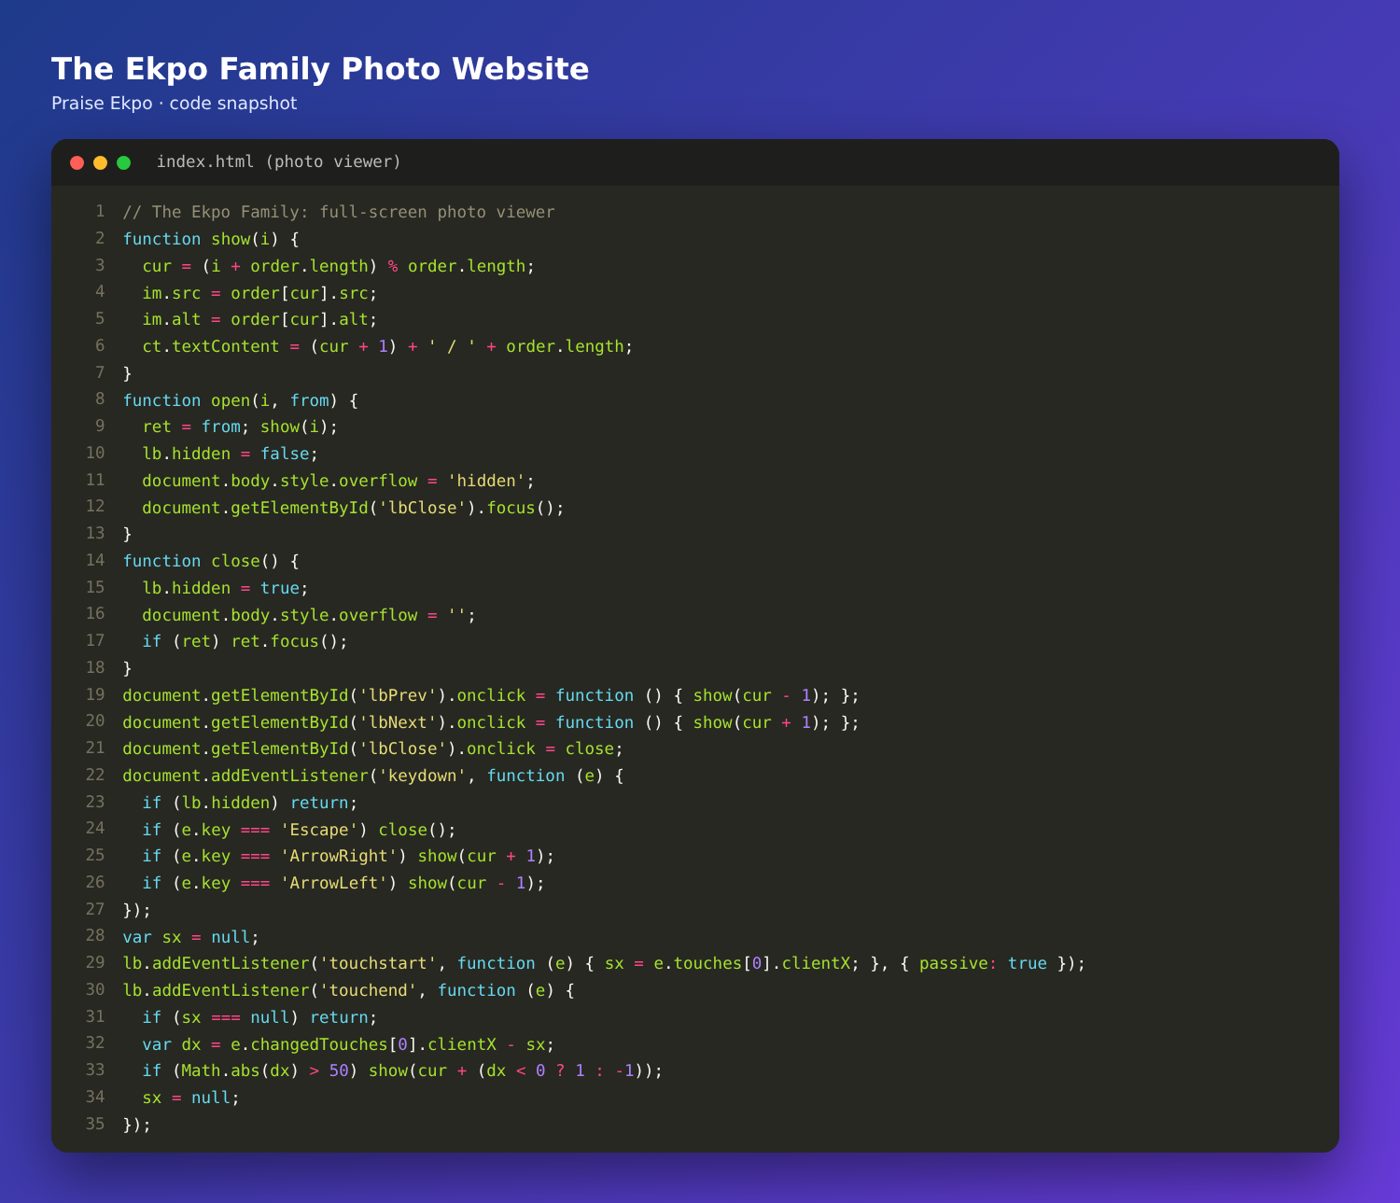 The Ekpo Family Photo Website
Praise Ekpo · code snapshot
index.html (photo viewer)
1 // The Ekpo Family: full-screen photo viewer
2 function show(i) {
3   cur = (i + order.length) % order.length;
4   im.src = order[cur].src;
5   im.alt = order[cur].alt;
6   ct.textContent = (cur + 1) + ' / ' + order.length;
7 }
8 function open(i, from) {
9   ret = from; show(i);
10   lb.hidden = false;
11   document.body.style.overflow = 'hidden';
12   document.getElementById('lbClose').focus();
13 }
14 function close() {
15   lb.hidden = true;
16   document.body.style.overflow = '';
17   if (ret) ret.focus();
18 }
19 document.getElementById('lbPrev').onclick = function () { show(cur - 1); };
20 document.getElementById('lbNext').onclick = function () { show(cur + 1); };
21 document.getElementById('lbClose').onclick = close;
22 document.addEventListener('keydown', function (e) {
23   if (lb.hidden) return;
24   if (e.key === 'Escape') close();
25   if (e.key === 'ArrowRight') show(cur + 1);
26   if (e.key === 'ArrowLeft') show(cur - 1);
27 });
28 var sx = null;
29 lb.addEventListener('touchstart', function (e) { sx = e.touches[0].clientX; }, { passive: true });
30 lb.addEventListener('touchend', function (e) {
31   if (sx === null) return;
32   var dx = e.changedTouches[0].clientX - sx;
33   if (Math.abs(dx) > 50) show(cur + (dx < 0 ? 1 : -1));
34   sx = null;
35 });